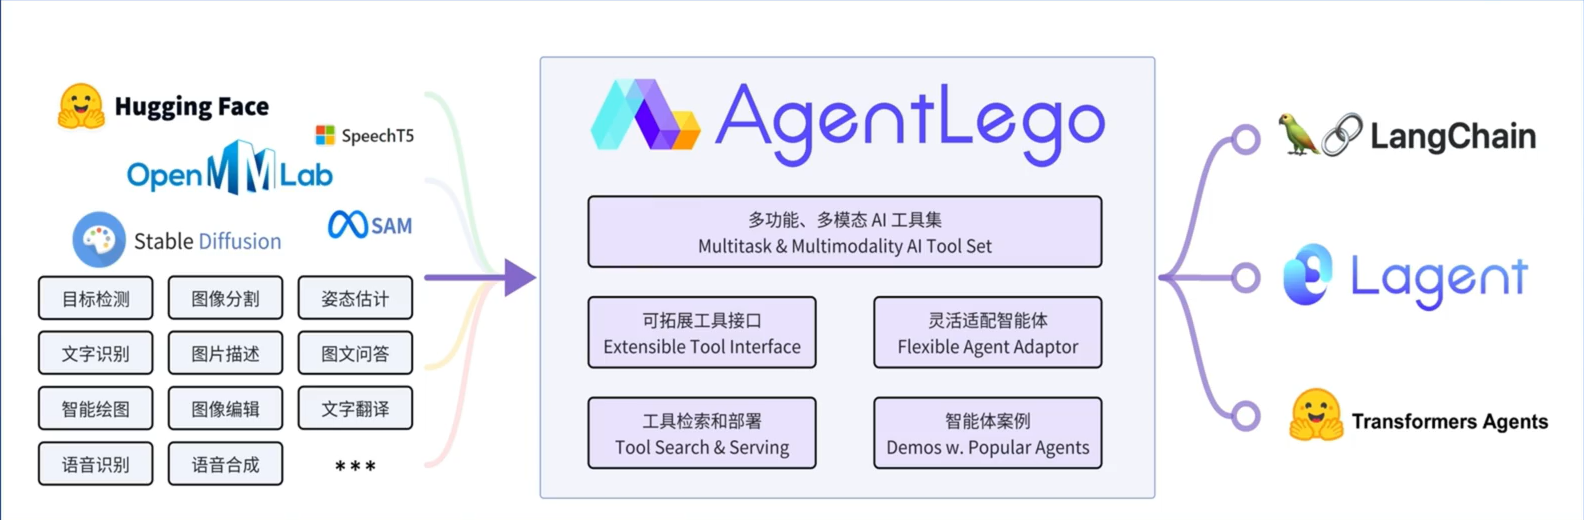 Hugging Face
SpeechT5
OpenMMLab
Stable Diffusion
SAM
目标检测
图像分割
姿态估计
文字识别
图片描述
图文问答
智能绘图
图像编辑
文字翻译
语音识别
语音合成
***
AgentLego
多功能、多模态 AI 工具集
Multitask & Multimodality AI Tool Set
可拓展工具接口
Extensible Tool Interface
灵活适配智能体
Flexible Agent Adaptor
工具检索和部署
Tool Search & Serving
智能体案例
Demos w. Popular Agents
LangChain
Lagent
Transformers Agents